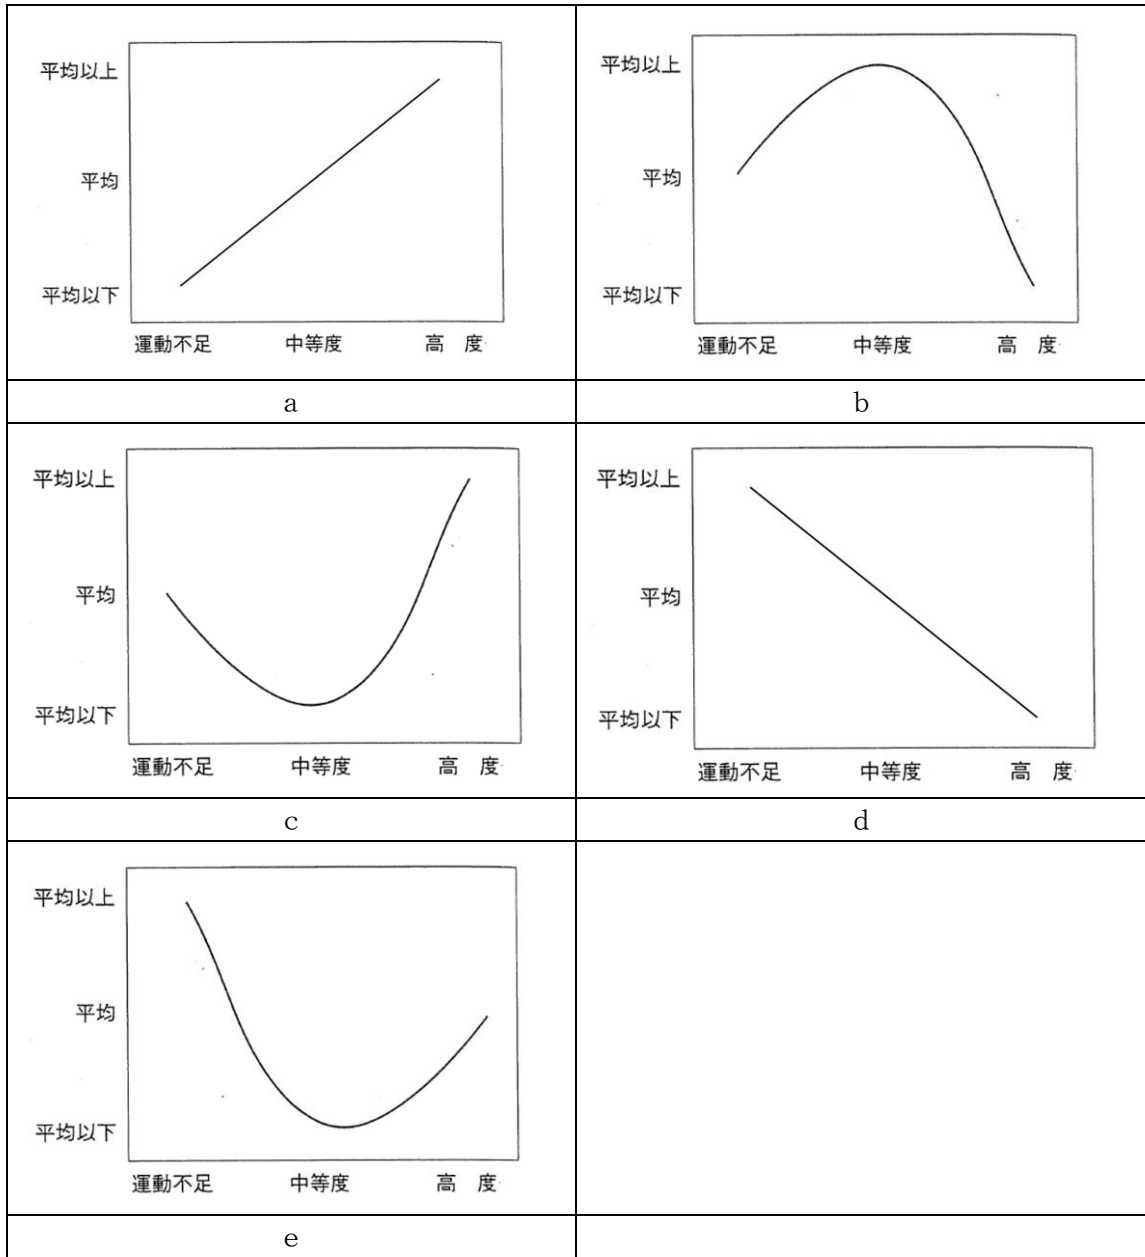 平均以上
平均
平均以下
運動不足 中等度 高 度
a
平均以上
平均
平均以下
運動不足 中等度 高 度
b
平均以上
平均
平均以下
運動不足 中等度 高 度
c
平均以上
平均
平均以下
運動不足 中等度 高 度
d
平均以上
平均
平均以下
運動不足 中等度 高 度
e